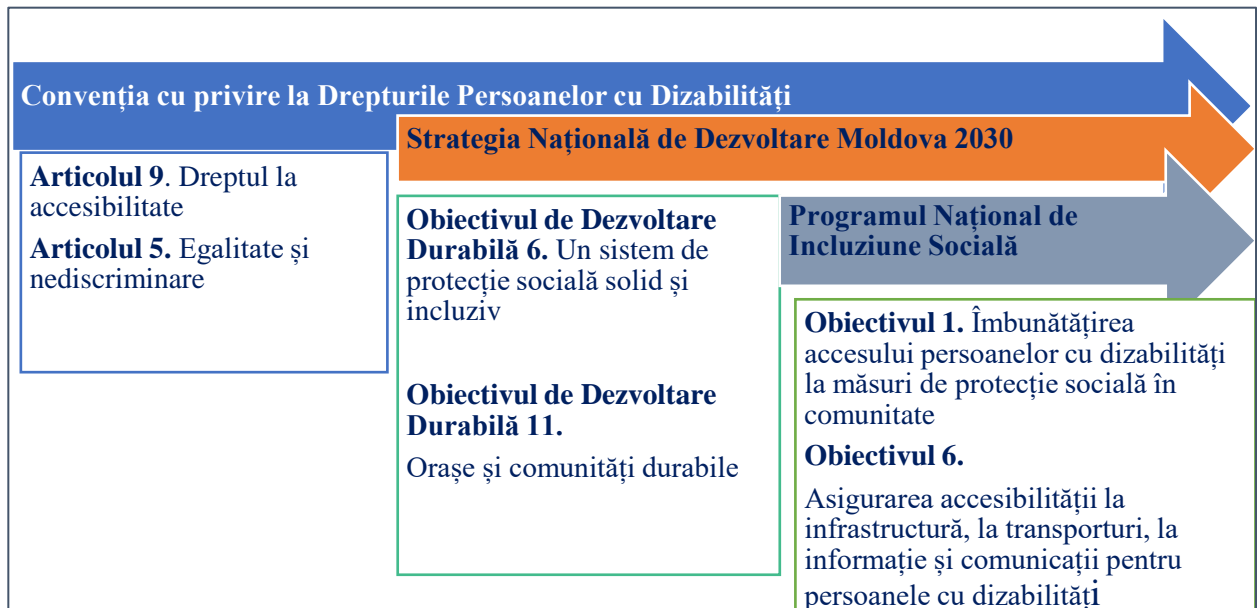 Convenția cu privire la Drepturile Persoanelor cu Dizabilități
Articolul 9. Dreptul la
accesibilitate
Articolul 5. Egalitate și
nediscriminare
Strategia Națională de Dezvoltare Moldova 2030
Obiectivul de Dezvoltare
Durabilă 6. Un sistem de
protecție socială solid și
incluziv
Obiectivul de Dezvoltare
Durabilă 11.
Orașe și comunități durabile
Programul Național de
Incluziune Socială
Obiectivul 1. Îmbunătățirea
accesului persoanelor cu dizabilități
la măsuri de protecție socială în
comunitate
Obiectivul 6.
Asigurarea accesibilității la
infrastructură, la transporturi, la
informație și comunicații pentru
persoanele cu dizabilități